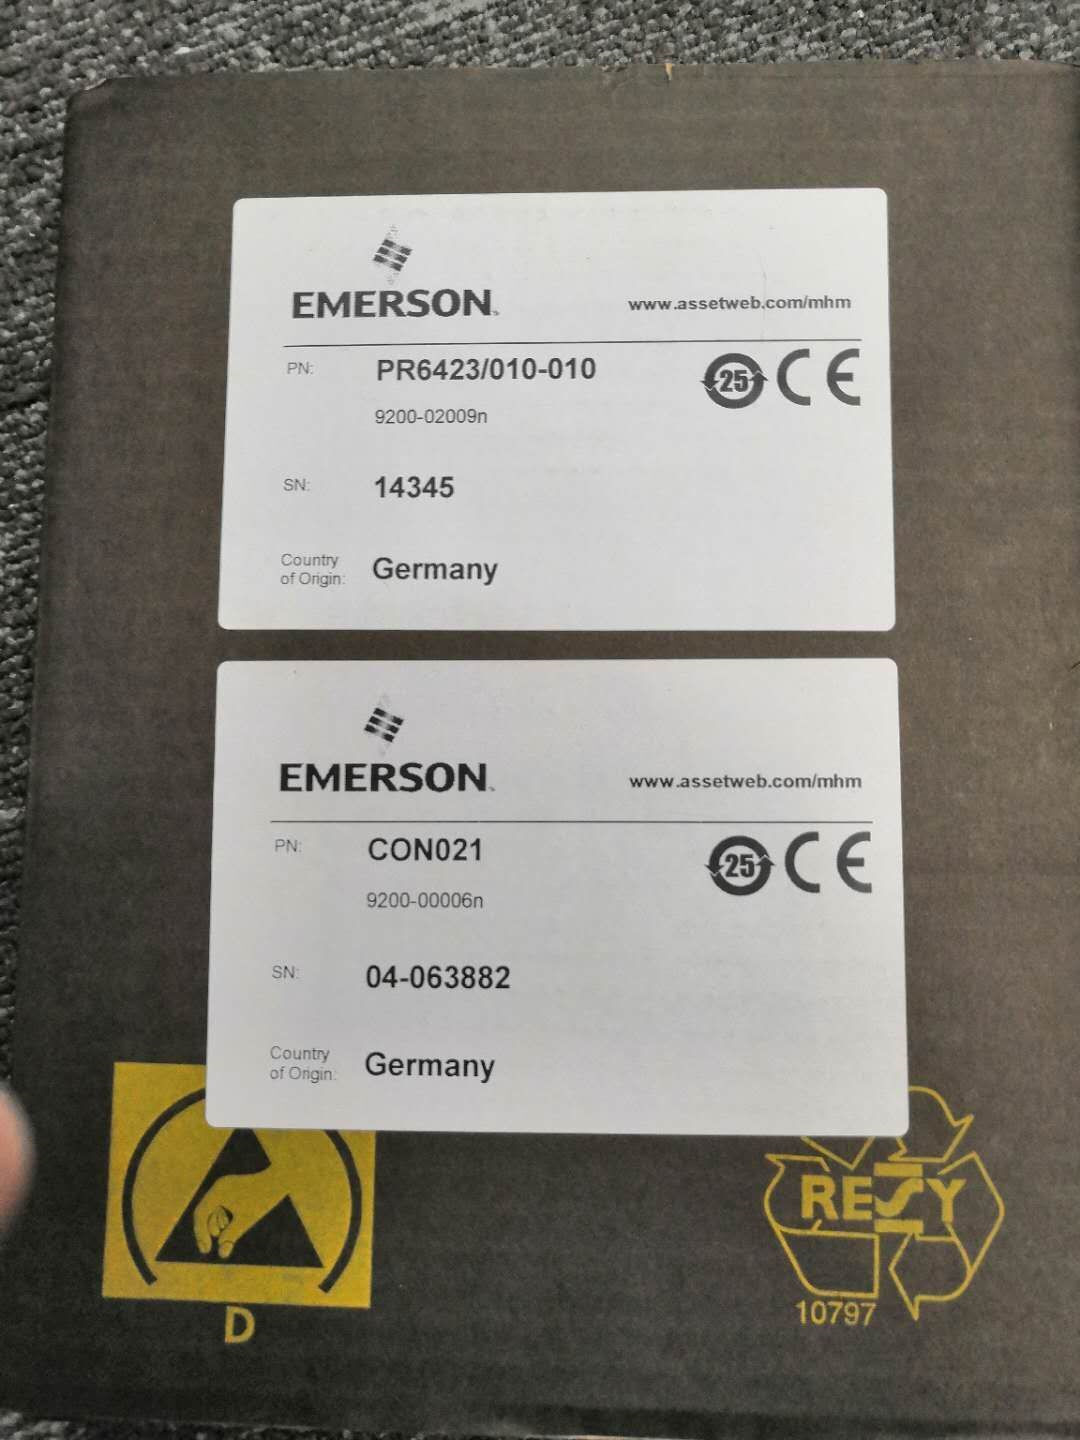 EMERSON
www.assetweb.com/mhm
PN: PR6423/010-010
25 CE
9200-02009n
SN: 14345
Country
of Origin: Germany
EMERSON
www.assetweb.com/mhm
PN: CON021
25 CE
9200-00006n
SN: 04-063882
Country
of Origin: Germany
RESY
10797
D